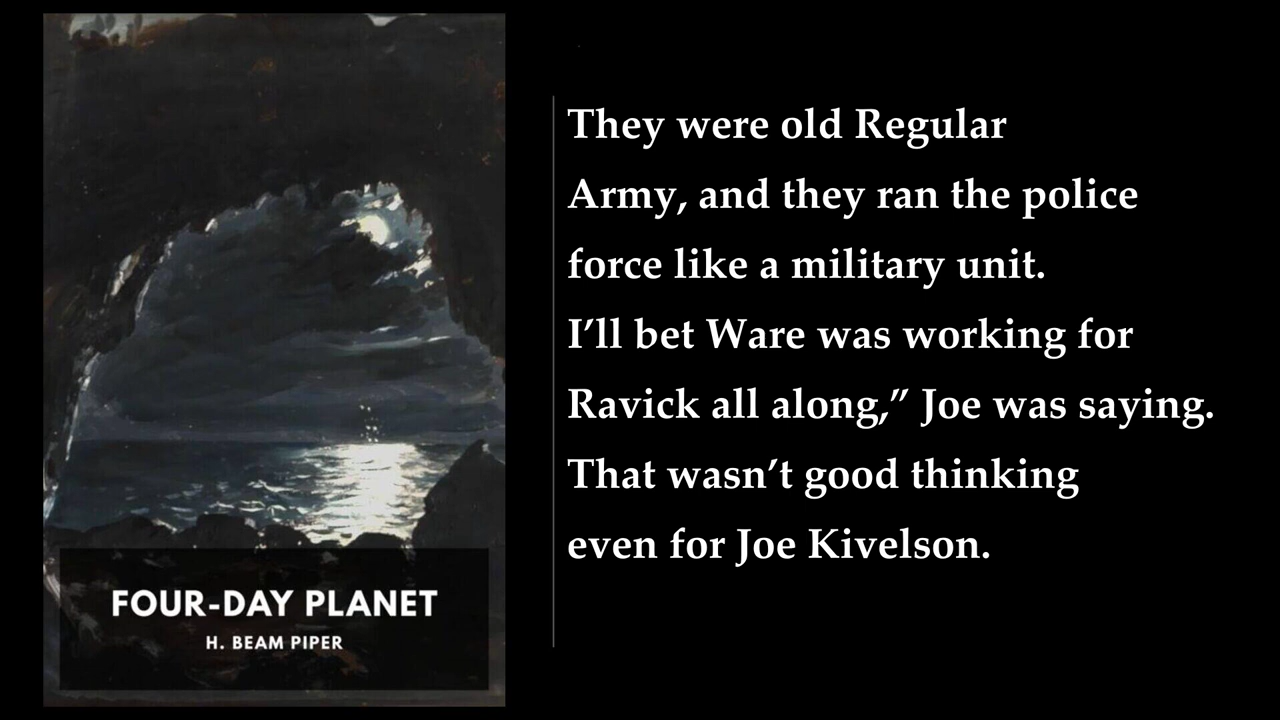 FOUR-DAY PLANET
H. BEAM PIPER
They were old Regular
Army, and they ran the police
force like a military unit.
I’ll bet Ware was working for
Ravick all along,” Joe was saying.
That wasn’t good thinking
even for Joe Kivelson.